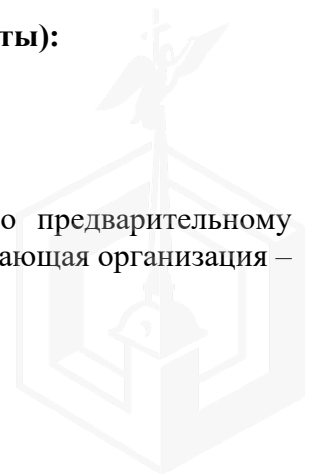 ты):
о предварительному
ающая организация –